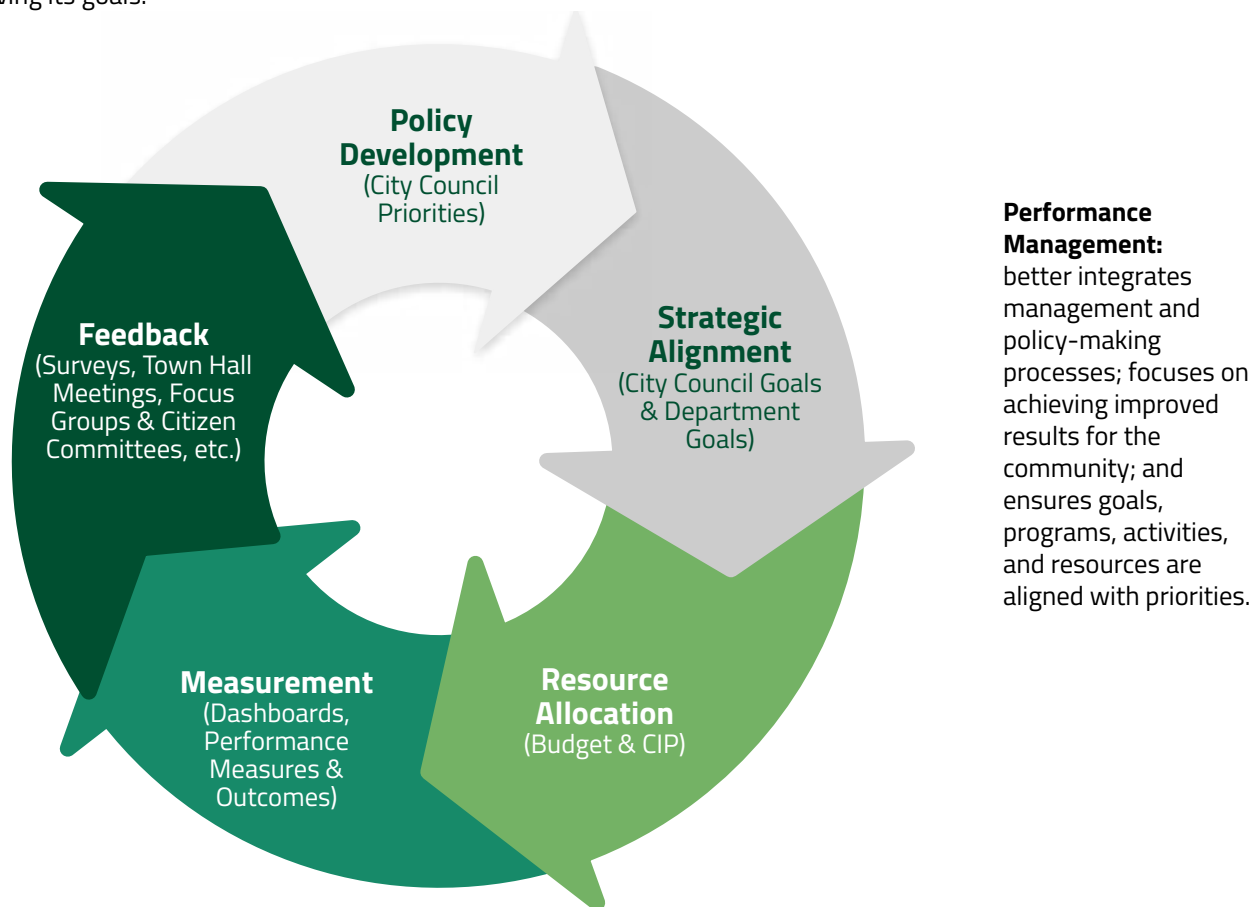 its goals.
Policy
Development
(City Council
Priorities)
Strategic
Alignment
(City Council Goals
& Department
Goals)
Resource
Allocation
(Budget & CIP)
Measurement
(Dashboards,
Performance
Measures &
Outcomes)
Feedback
(Surveys, Town Hall
Meetings, Focus
Groups & Citizen
Committees, etc.)
Performance
Management:
better integrates
management and
policy-making
processes; focuses on
achieving improved
results for the
community; and
ensures goals,
programs, activities,
and resources are
aligned with priorities.